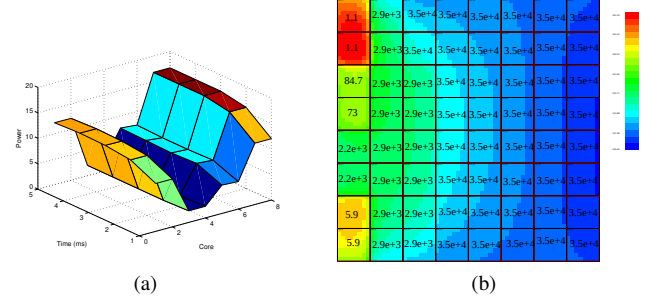 20
15
10
5
0
Power
5
4
3
2
1
Time (ms)
0
2
4
6
8
Core
(a)
1.1 2.9e+3 3.5e+4 3.5e+4 3.5e+4 3.5e+4 3.5e+4 3.5e+4
1.1 2.9e+3 3.5e+4 3.5e+4 3.5e+4 3.5e+4 3.5e+4 3.5e+4
84.7 2.9e+3 2.9e+3 3.5e+4 3.5e+4 3.5e+4 3.5e+4 3.5e+4
73 2.9e+3 2.9e+3 3.5e+4 3.5e+4 3.5e+4 3.5e+4 3.5e+4
2.2e+3 2.9e+3 2.9e+3 3.5e+4 3.5e+4 3.5e+4 3.5e+4 3.5e+4
2.2e+3 2.9e+3 2.9e+3 3.5e+4 3.5e+4 3.5e+4 3.5e+4 3.5e+4
5.9 2.9e+3 2.9e+3 3.5e+4 3.5e+4 3.5e+4 3.5e+4 3.5e+4
5.9 2.9e+3 2.9e+3 3.5e+4 3.5e+4 3.5e+4 3.5e+4 3.5e+4
(b)